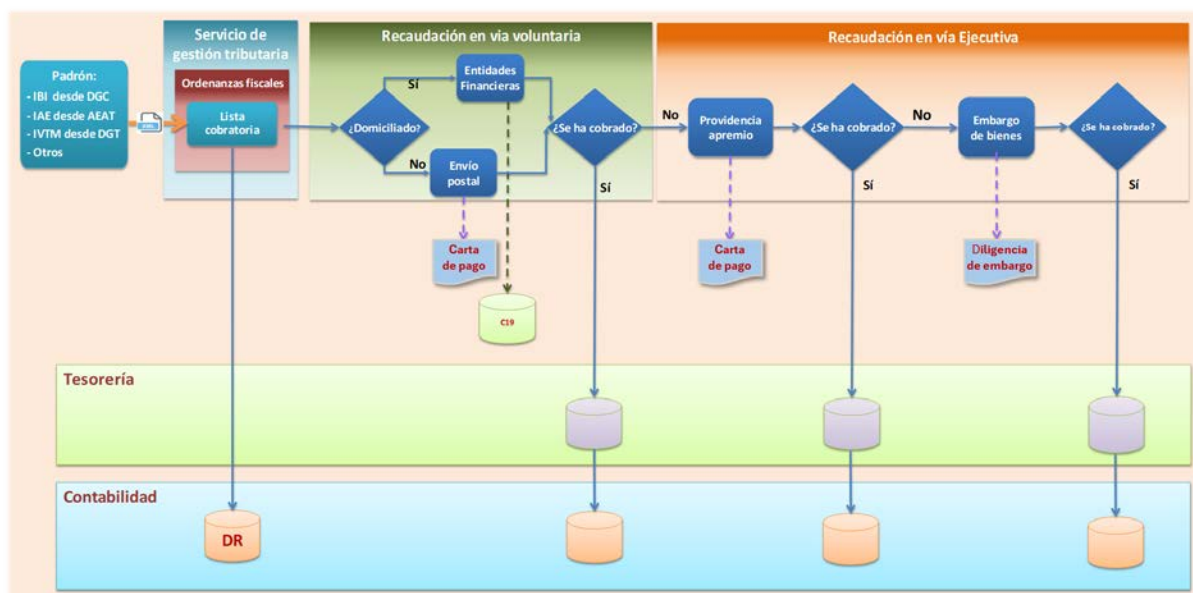 Servicio de
gestión tributaria
Recaudación en via voluntaria
Recaudación en vía Ejecutiva
Padrón:
- IBI desde DGC
- IAE desde AEAT
- IVTM desde DGT
- Otros
Ordenanzas fiscales
Lista
cobratoria
¿Domiciliado?
Sí
Entidades
Financieras
No
Envío
postal
¿Se ha cobrado?
No
Sí
Providencia
apremio
¿Se ha cobrado?
No
Sí
Embargo
de bienes
¿Se ha cobrado?
Sí
Carta
de pago
C19
Carta
de pago
Diligencia
de embargo
Tesorería
Contabilidad
DR